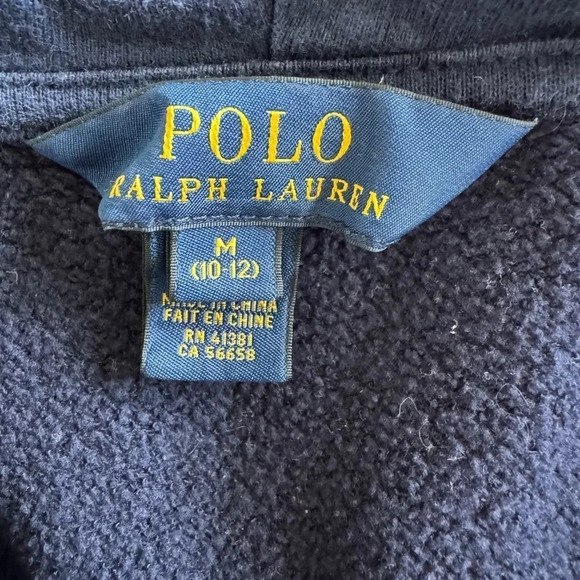 POLO
RALPH LAUREN
M
(10-12)
MADE IN CHINA
FAIT EN CHINE
RN 41381
CA 56658